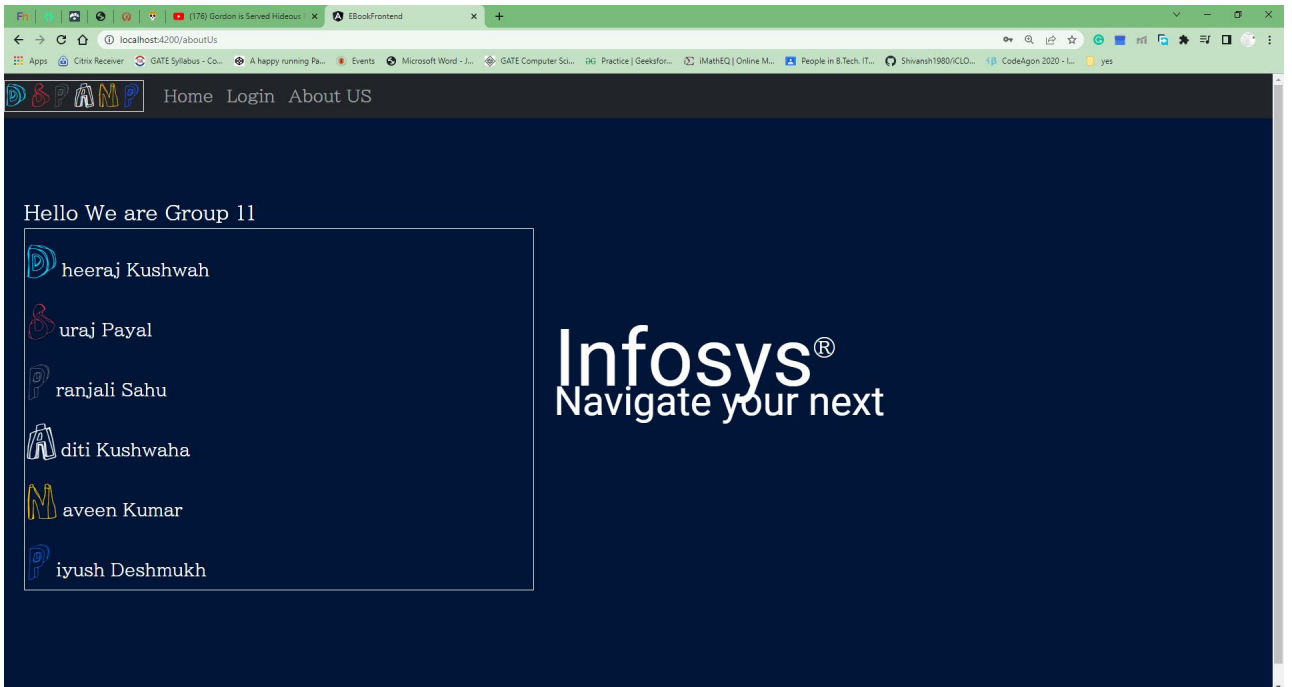 Fn (176) Gordon is Served Hideous EBookFrontend
localhost:4200/aboutUs
Apps Citrix Receiver GATE Syllabus - Co... A happy running Pa... Events Microsoft Word - J... GATE Computer Sci... GG Practice | Geeksfor... iMathEQ | Online M... People in B.Tech. IT... Shivansh1980/iCLO... CodeAgon 2020 - I... yes
DSPANP Home Login About US
Hello We are Group 11
Dheeraj Kushwah
Suraj Payal
Pranjali Sahu
Aditi Kushwaha
Naveen Kumar
Piyush Deshmukh
Infosys®
Navigate your next